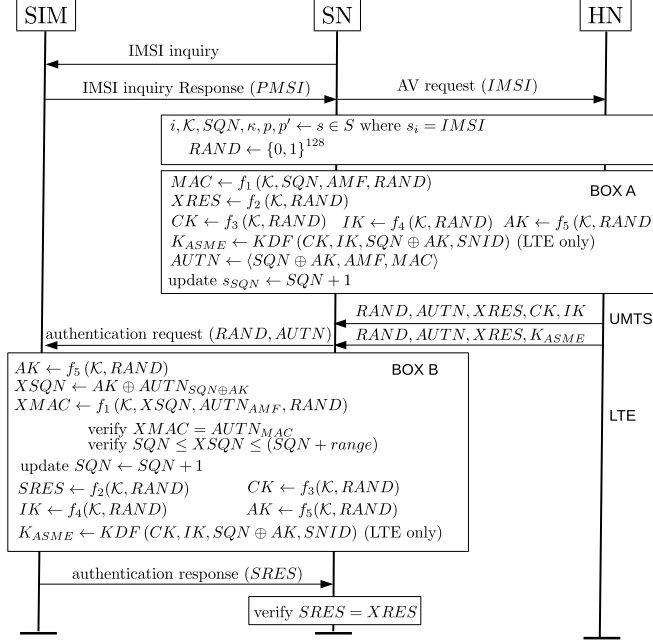 SIM SN HN
IMSI inquiry
IMSI inquiry Response (PMSI) AV request (IMSI)
i, K, SQN, κ, p, p′ ← s ∈ S where s_i = IMSI
RAND ← {0, 1}^128
BOX A
MAC ← f_1 (K, SQN, AMF, RAND)
XRES ← f_2 (K, RAND)
CK ← f_3 (K, RAND) IK ← f_4 (K, RAND) AK ← f_5 (K, RAND)
K_ASME ← KDF (CK, IK, SQN ⊕ AK, SNID) (LTE only)
AUTN ← ⟨SQN ⊕ AK, AMF, MAC⟩
update s_SQN ← SQN + 1
RAND, AUTN, XRES, CK, IK UMTS
authentication request (RAND, AUTN) RAND, AUTN, XRES, K_ASME
LTE
BOX B
AK ← f_5 (K, RAND)
XSQN ← AK ⊕ AUTN_SQN⊕AK
XMAC ← f_1 (K, XSQN, AUTN_AMF, RAND)
verify XMAC = AUTN_MAC
verify SQN ≤ XSQN ≤ (SQN + range)
update SQN ← SQN + 1
SRES ← f_2(K, RAND) CK ← f_3(K, RAND)
IK ← f_4(K, RAND) AK ← f_5(K, RAND)
K_ASME ← KDF (CK, IK, SQN ⊕ AK, SNID) (LTE only)
authentication response (SRES)
verify SRES = XRES